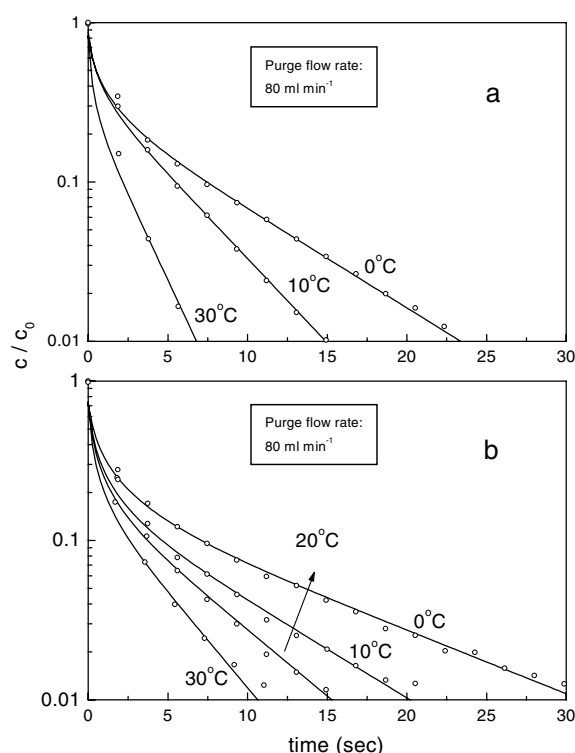 1
Purge flow rate:
80 ml min⁻¹
a
0.1
0°C
10°C
30°C
0.01
0 5 10 15 20 25 30
c / c₀
1
Purge flow rate:
80 ml min⁻¹
b
0.1
20°C
0°C
10°C
30°C
0.01
0 5 10 15 20 25 30
time (sec)